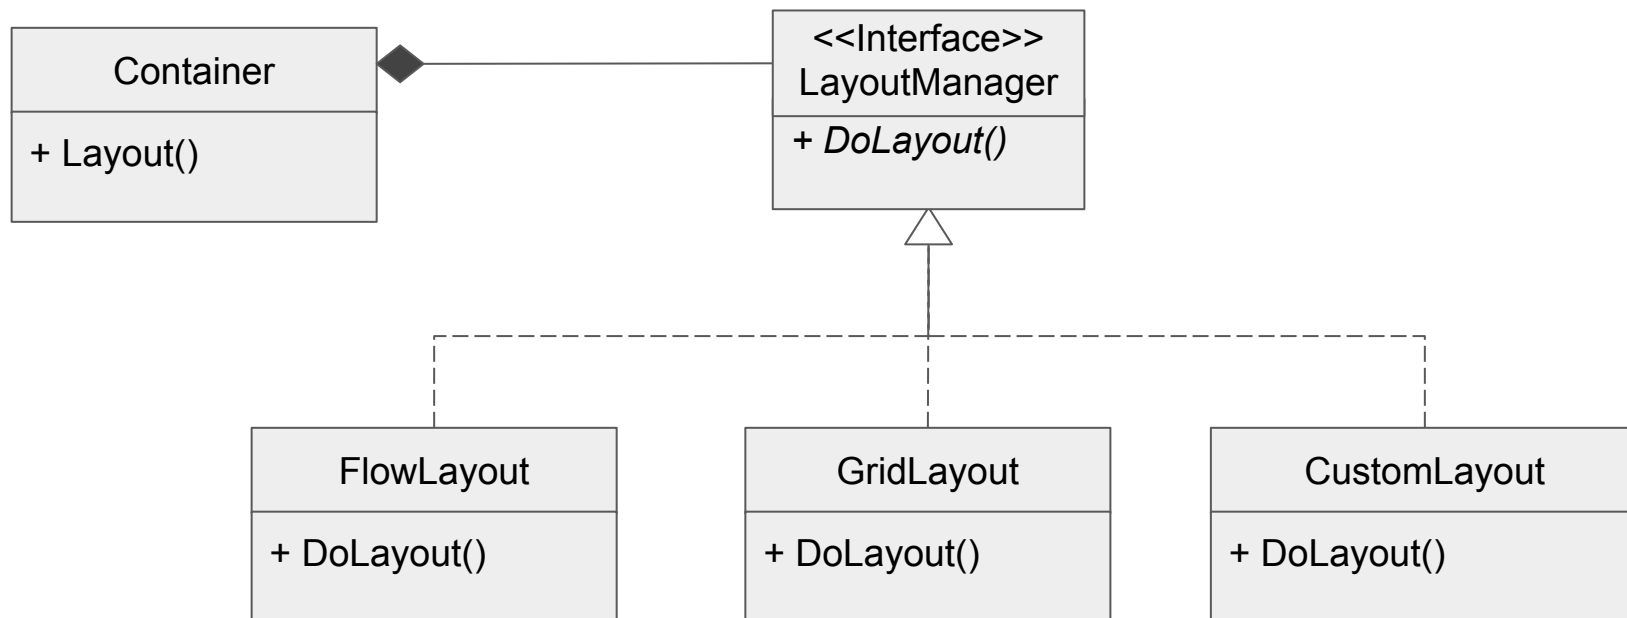 Container
+ Layout()
<<Interface>>
LayoutManager
+ DoLayout()
FlowLayout
+ DoLayout()
GridLayout
+ DoLayout()
CustomLayout
+ DoLayout()